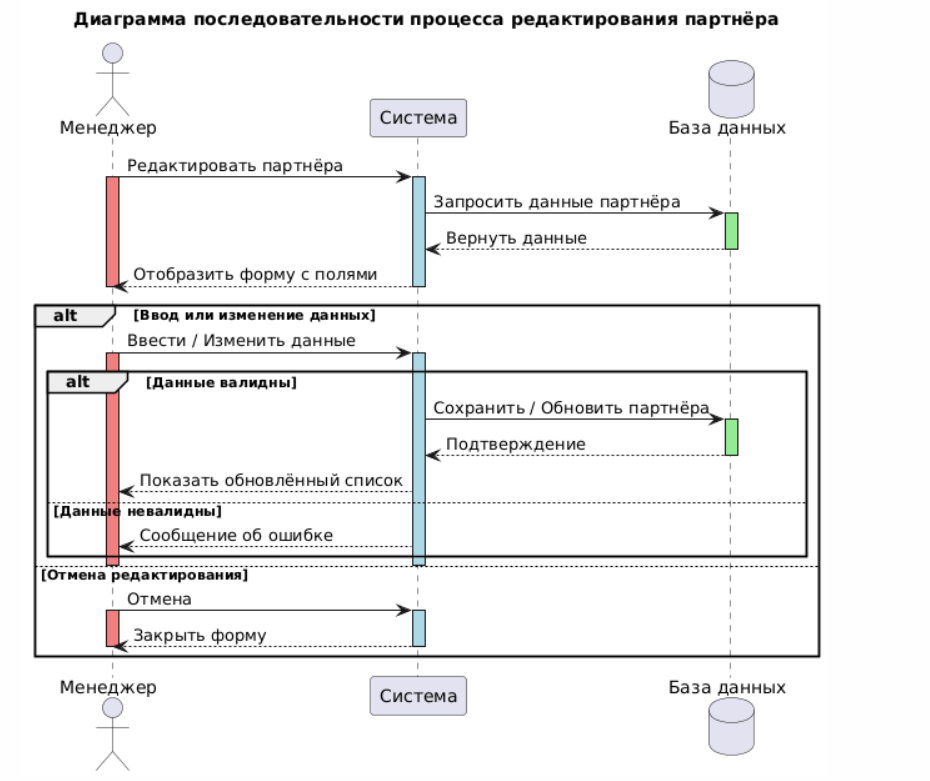 Диаграмма последовательности процесса редактирования партнёра
Менеджер
Система
База данных
Редактировать партнёра
Запросить данные партнёра
Вернуть данные
Отобразить форму с полями
alt [Ввод или изменение данных]
Ввести / Изменить данные
alt [Данные валидны]
Сохранить / Обновить партнёра
Подтверждение
Показать обновлённый список
[Данные невалидны]
Сообщение об ошибке
[Отмена редактирования]
Отмена
Закрыть форму
Менеджер
Система
База данных